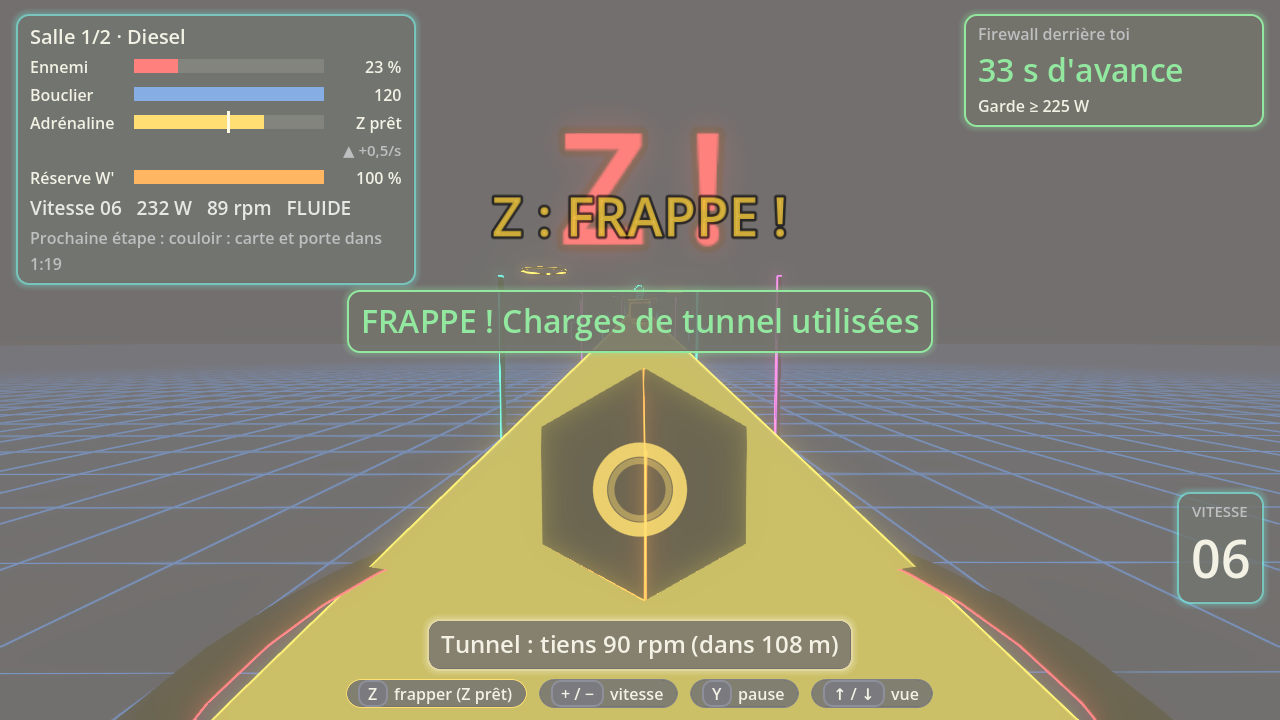 Salle 1/2 · Diesel
Ennemi 23 %
Bouclier 120
Adrénaline Z prêt
▲ +0,5/s
Réserve W' 100 %
Vitesse 06 232 W 89 rpm FLUIDE
Prochaine étape : couloir : carte et porte dans
1:19
Firewall derrière toi
33 s d'avance
Garde ≥ 225 W
Z !
Z : FRAPPE !
FRAPPE ! Charges de tunnel utilisées
VITESSE
06
Tunnel : tiens 90 rpm (dans 108 m)
Z frapper (Z prêt) + / − vitesse Y pause ↑ / ↓ vue